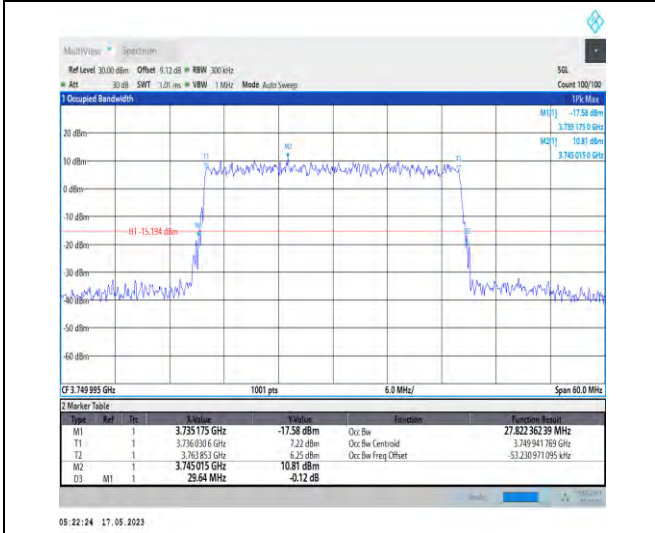 MultiView Spectrum
Ref Level 30.00 dBm Offset 9.12 dB RBW 300 kHz SGL
Att 30 dB SWT 1.01 ms VBW 1 MHz Mode Auto Sweep Count 100/100
1 Occupied Bandwidth 1Pk Max
M1[1] -17.58 dBm
3.735 175 0 GHz
M2[1] 10.81 dBm
3.745 015 0 GHz
20 dBm
M2
T1
10 dBm
0 dBm
-10 dBm
H1 -15.194 dBm
-20 dBm
-30 dBm
-40 dBm
-50 dBm
-60 dBm
CF 3.749 995 GHz 1001 pts 6.0 MHz/ Span 60.0 MHz
2 Marker Table
Type Ref Trc X-Value Y-Value Function Function Result
M1 1 3.735 175 GHz -17.58 dBm Occ Bw 27.822 362 39 MHz
T1 1 3.736 030 6 GHz 7.22 dBm Occ Bw Centroid 3.749 941 769 GHz
T2 1 3.763 853 GHz 6.25 dBm Occ Bw Freq Offset -53.230 971 095 kHz
M2 1 3.745 015 GHz 10.81 dBm
D3 M1 1 29.64 MHz -0.12 dB
05:22:24 17.05.2023